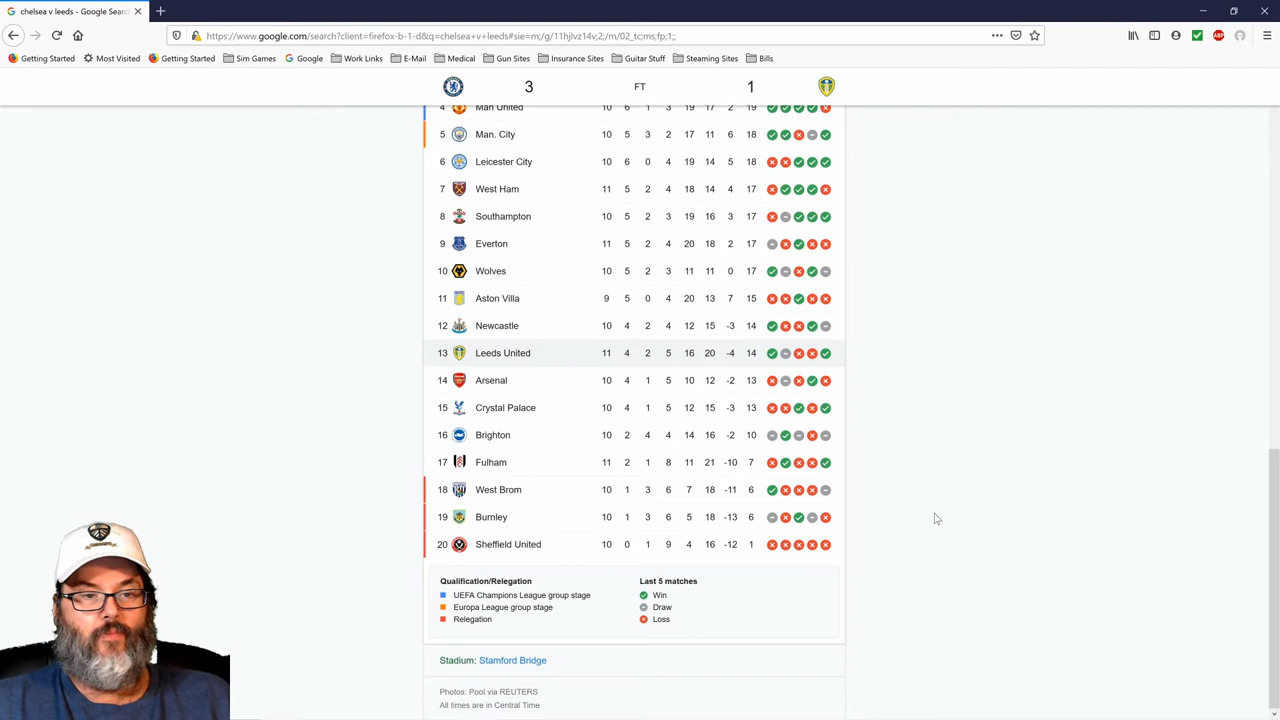 chelsea v leeds - Google Searc
https://www.google.com/search?client=firefox-b-1-d&q=chelsea+v+leeds#sie=m;/g/11hjlvz14v;2;/m/02_tc;ms;fp;1;;
Getting Started Most Visited Getting Started Sim Games Google Work Links E-Mail Medical Gun Sites Insurance Sites Guitar Stuff Steaming Sites Bills
3 FT 1
4 Man United 10 6 1 3 19 17 2 19
5 Man. City 10 5 3 2 17 11 6 18
6 Leicester City 10 6 0 4 19 14 5 18
7 West Ham 11 5 2 4 18 14 4 17
8 Southampton 10 5 2 3 19 16 3 17
9 Everton 11 5 2 4 20 18 2 17
10 Wolves 10 5 2 3 11 11 0 17
11 Aston Villa 9 5 0 4 20 13 7 15
12 Newcastle 10 4 2 4 12 15 -3 14
13 Leeds United 11 4 2 5 16 20 -4 14
14 Arsenal 10 4 1 5 10 12 -2 13
15 Crystal Palace 10 4 1 5 12 15 -3 13
16 Brighton 10 2 4 4 14 16 -2 10
17 Fulham 11 2 1 8 11 21 -10 7
18 West Brom 10 1 3 6 7 18 -11 6
19 Burnley 10 1 3 6 5 18 -13 6
20 Sheffield United 10 0 1 9 4 16 -12 1
Qualification/Relegation Last 5 matches
UEFA Champions League group stage Win
Europa League group stage Draw
Relegation Loss
Stadium: Stamford Bridge
Photos: Pool via REUTERS
All times are in Central Time